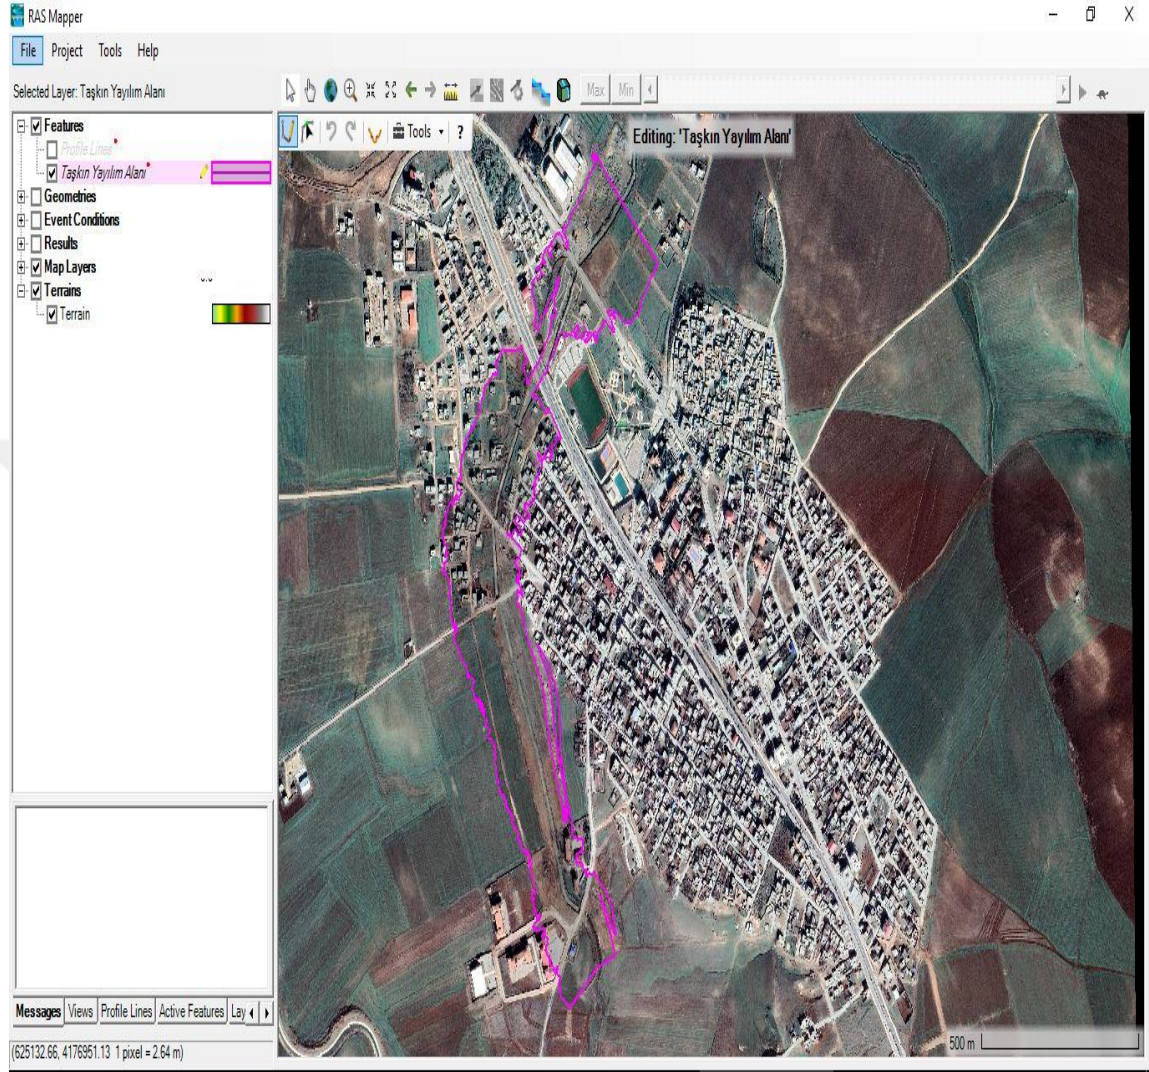 RAS Mapper
File Project Tools Help
Selected Layer: Taşkın Yayılım Alanı
Max Min
Features
Profile Lines
Taşkın Yayılım Alanı
Geometries
Event Conditions
Results
Map Layers
Terrains
Terrain
Tools ?
Editing: 'Taşkın Yayılım Alanı'
500 m
Messages Views Profile Lines Active Features Lay
(625132.66, 4176951.13 1 pixel = 2.64 m)